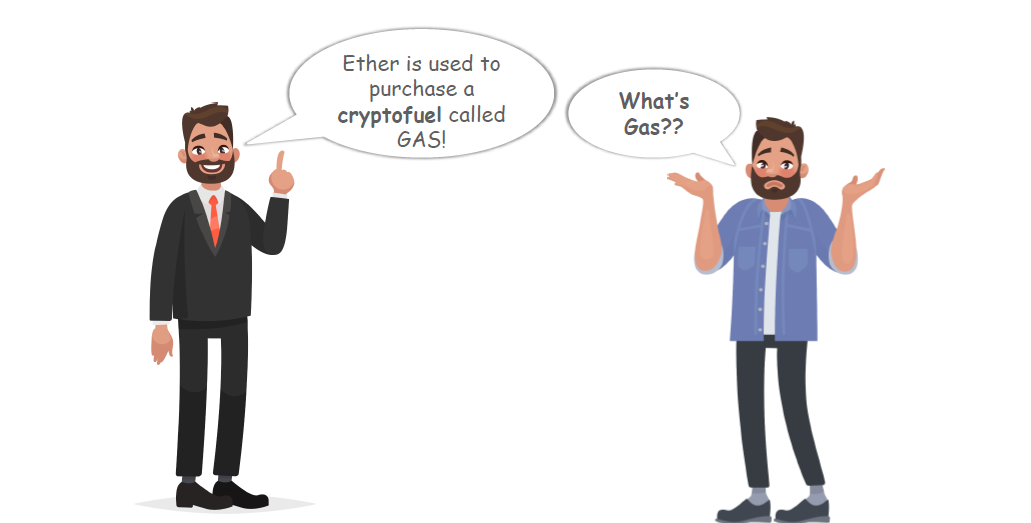 Ether is used to
purchase a
cryptofuel called
GAS!
What's
Gas??